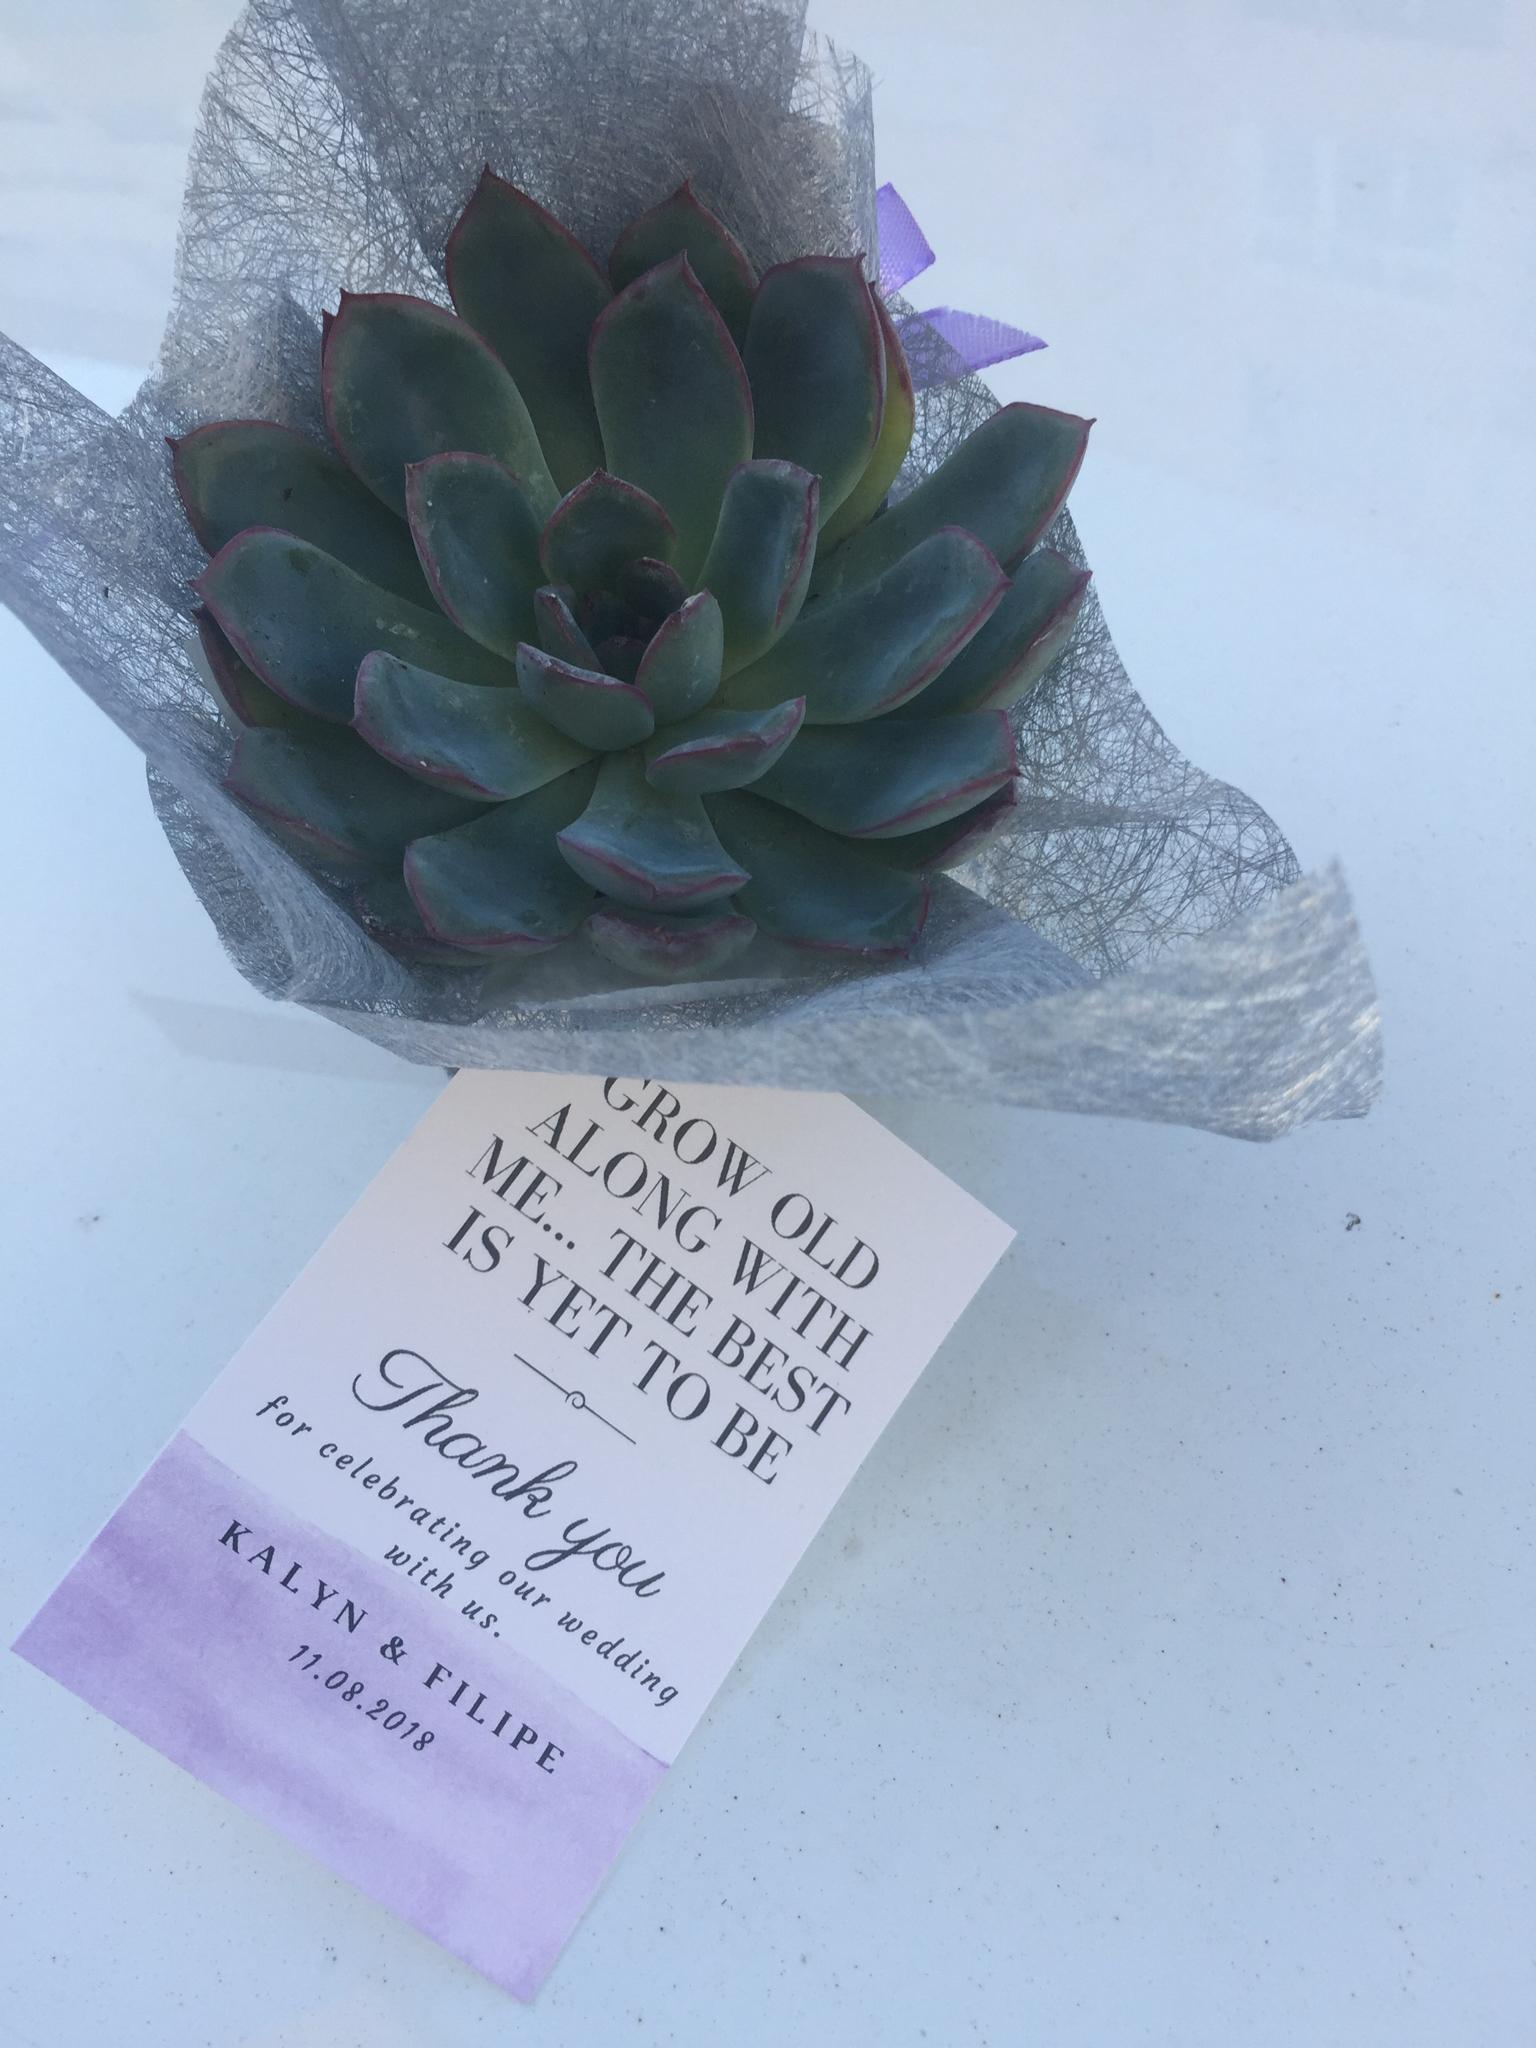 GROW OLD
ALONG WITH
ME... THE BEST
IS YET TO BE
Thank you
for celebrating our wedding
with us.
KALYN & FILIPE
11.08.2018